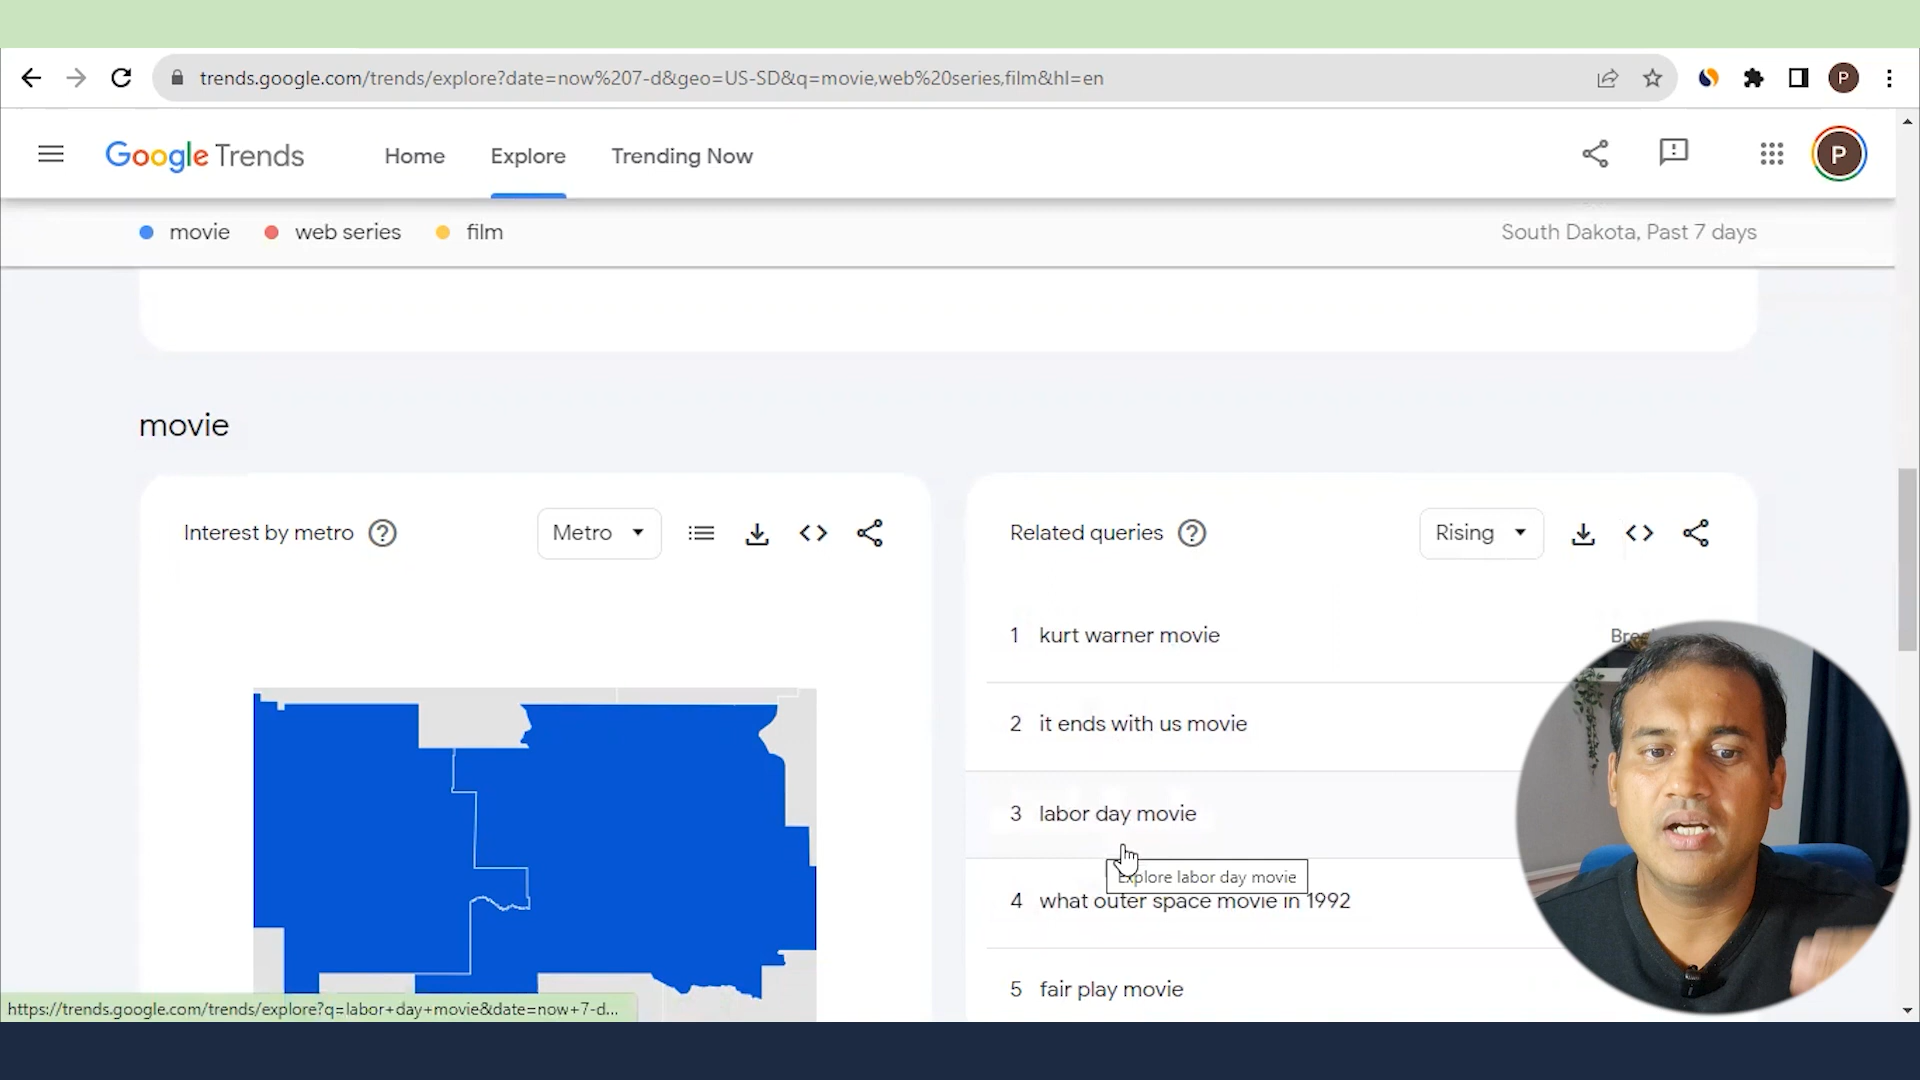 trends.google.com/trends/explore?date=now%207-d&geo=US-SD&q=movie,web%20series,film&hl=en
P
Google Trends
Home
Explore
Trending Now
P
movie
web series
film
South Dakota, Past 7 days
movie
Interest by metro
Metro
Related queries
Rising
1 kurt warner movie
2 it ends with us movie
3 labor day movie
Explore labor day movie
4 what outer space movie in 1992
5 fair play movie
https://trends.google.com/trends/explore?q=labor+day+movie&date=now+7-d...